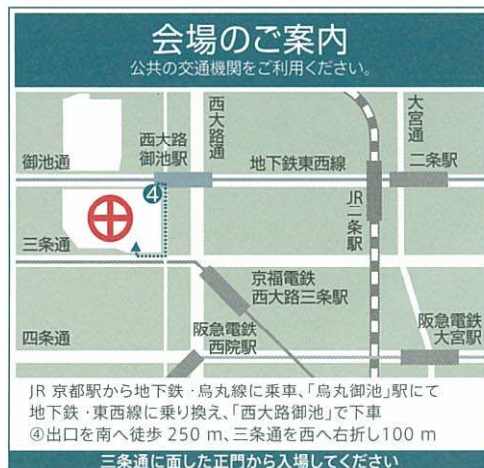 会場のご案内
公共の交通機関をご利用ください。
西大路通
大宮通
西大路
御池駅
御池通
地下鉄東西線
二条駅
④
JR二条駅
三条通
京福電鉄
西大路三条駅
四条通
阪急電鉄
西院駅
阪急電鉄
大宮駅
JR 京都駅から地下鉄・烏丸線に乗車、「烏丸御池」駅にて
地下鉄・東西線に乗り換え、「西大路御池」で下車
④出口を南へ徒歩 250 m、三条通を西へ右折し100 m
三条通に面した正門から入場してください